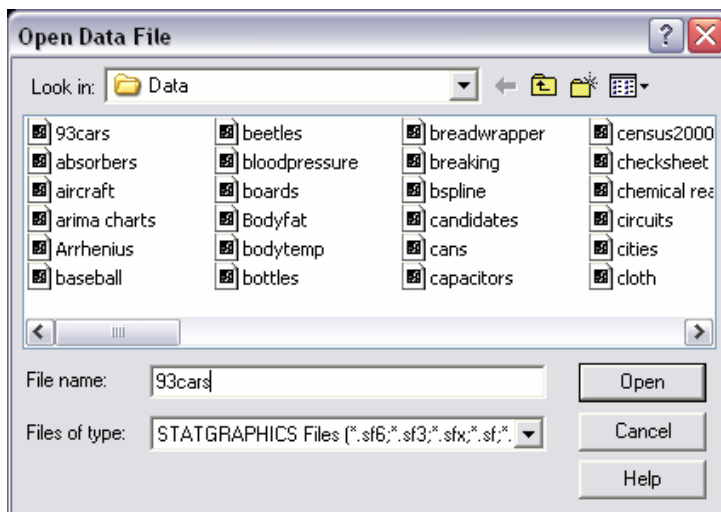 Open Data File
Look in: Data
93cars beetles breadwrapper census2000
absorbers bloodpressure breaking checksheet
aircraft boards bspline chemical rea
arima charts Bodyfat candidates circuits
Arrhenius bodytemp cans cities
baseball bottles capacitors cloth
File name: 93cars Open
Files of type: STATGRAPHICS Files (*.sf6;*.sf3;*.sfx;*.sf;*. Cancel
Help